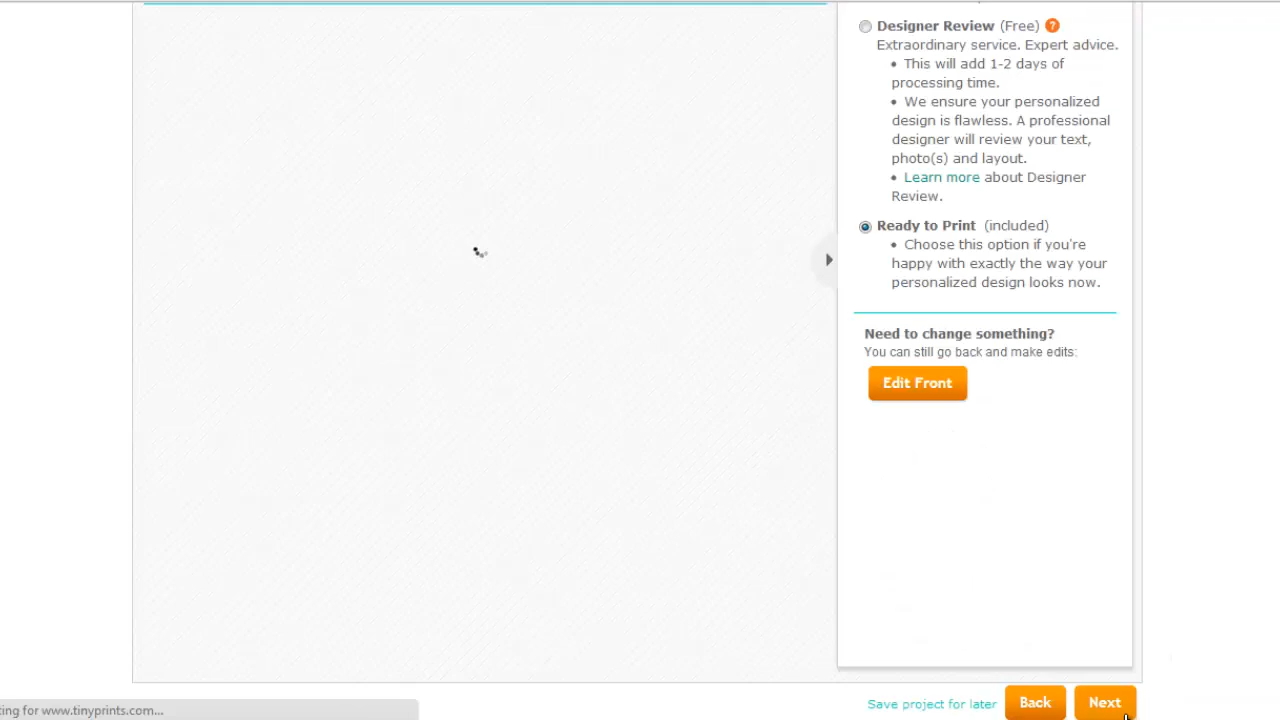 Designer Review (Free) ?
Extraordinary service. Expert advice.
• This will add 1-2 days of
processing time.
• We ensure your personalized
design is flawless. A professional
designer will review your text,
photo(s) and layout.
• Learn more about Designer
Review.
Ready to Print (included)
• Choose this option if you're
happy with exactly the way your
personalized design looks now.
Need to change something?
You can still go back and make edits:
Edit Front
Save project for later Back Next
ting for www.tinyprints.com...